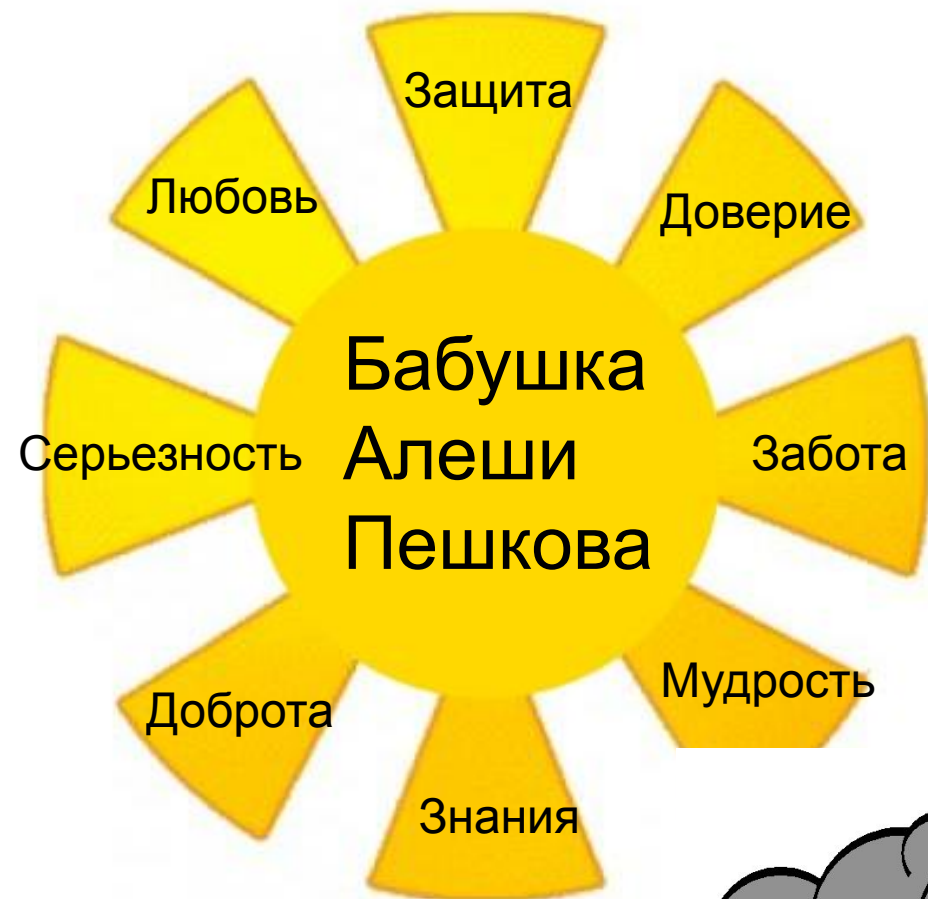 Защита
Любовь
Доверие
Бабушка
Алеши
Пешкова
Серьезность
Забота
Мудрость
Доброта
Знания